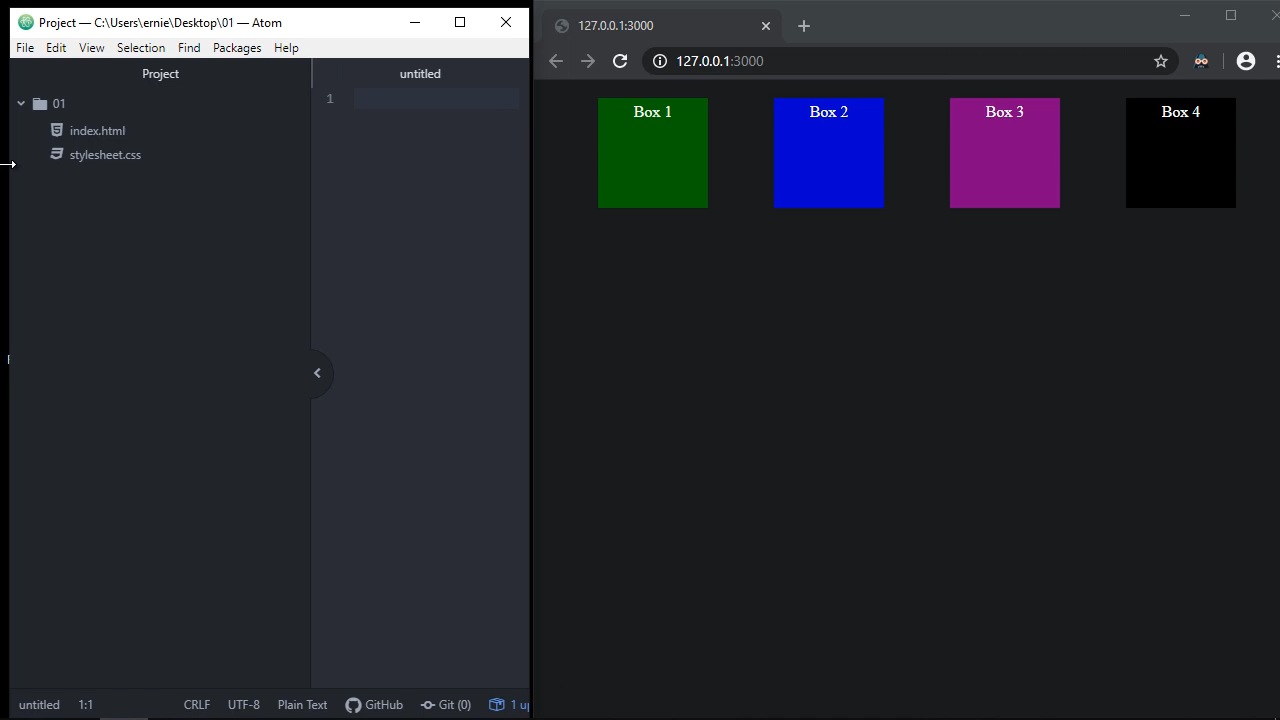 Project — C:\Users\ernie\Desktop\01 — Atom
File Edit View Selection Find Packages Help
Project
untitled
01
index.html
stylesheet.css
1
untitled 1:1 CRLF UTF-8 Plain Text GitHub Git (0) 1
127.0.0.1:3000
127.0.0.1:3000
Box 1
Box 2
Box 3
Box 4